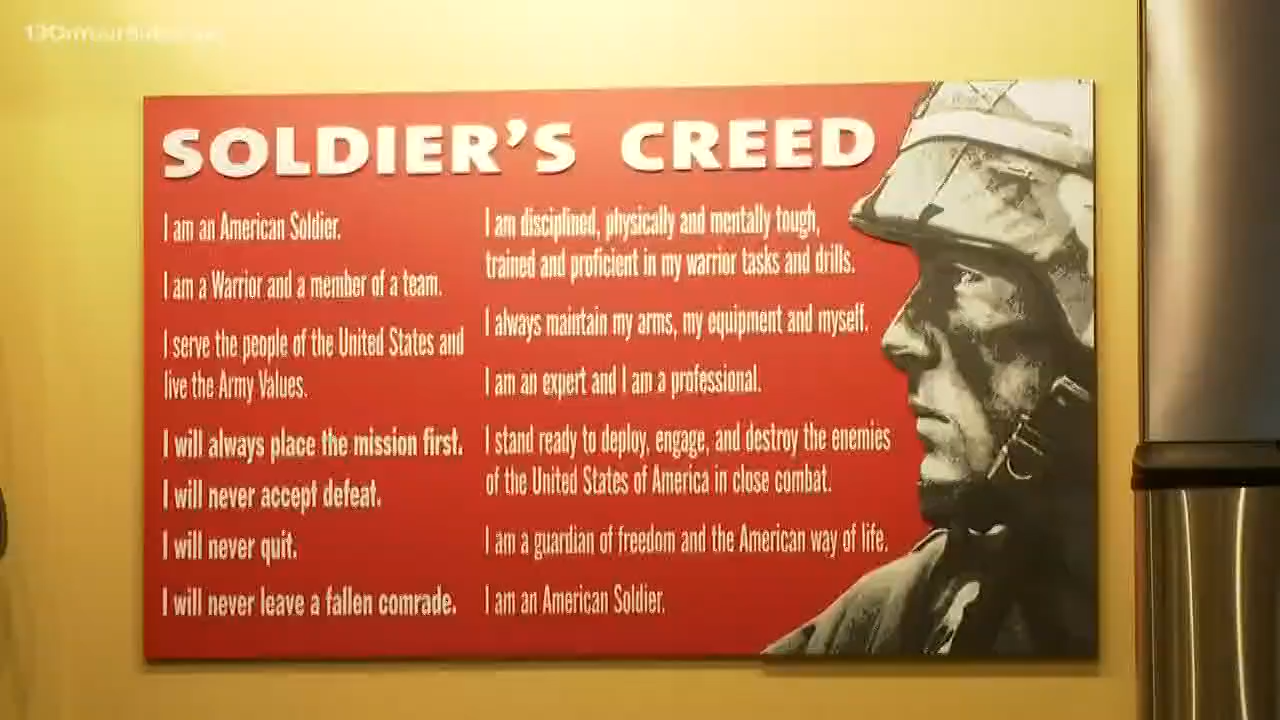 SOLDIER'S CREED
I am an American Soldier.
I am a Warrior and a member of a team.
I serve the people of the United States and
live the Army Values.
I will always place the mission first.
I will never accept defeat.
I will never quit.
I will never leave a fallen comrade.
I am disciplined, physically and mentally tough,
trained and proficient in my warrior tasks and drills.
I always maintain my arms, my equipment and myself.
I am an expert and I am a professional.
I stand ready to deploy, engage, and destroy the enemies
of the United States of America in close combat.
I am a guardian of freedom and the American way of life.
I am an American Soldier.